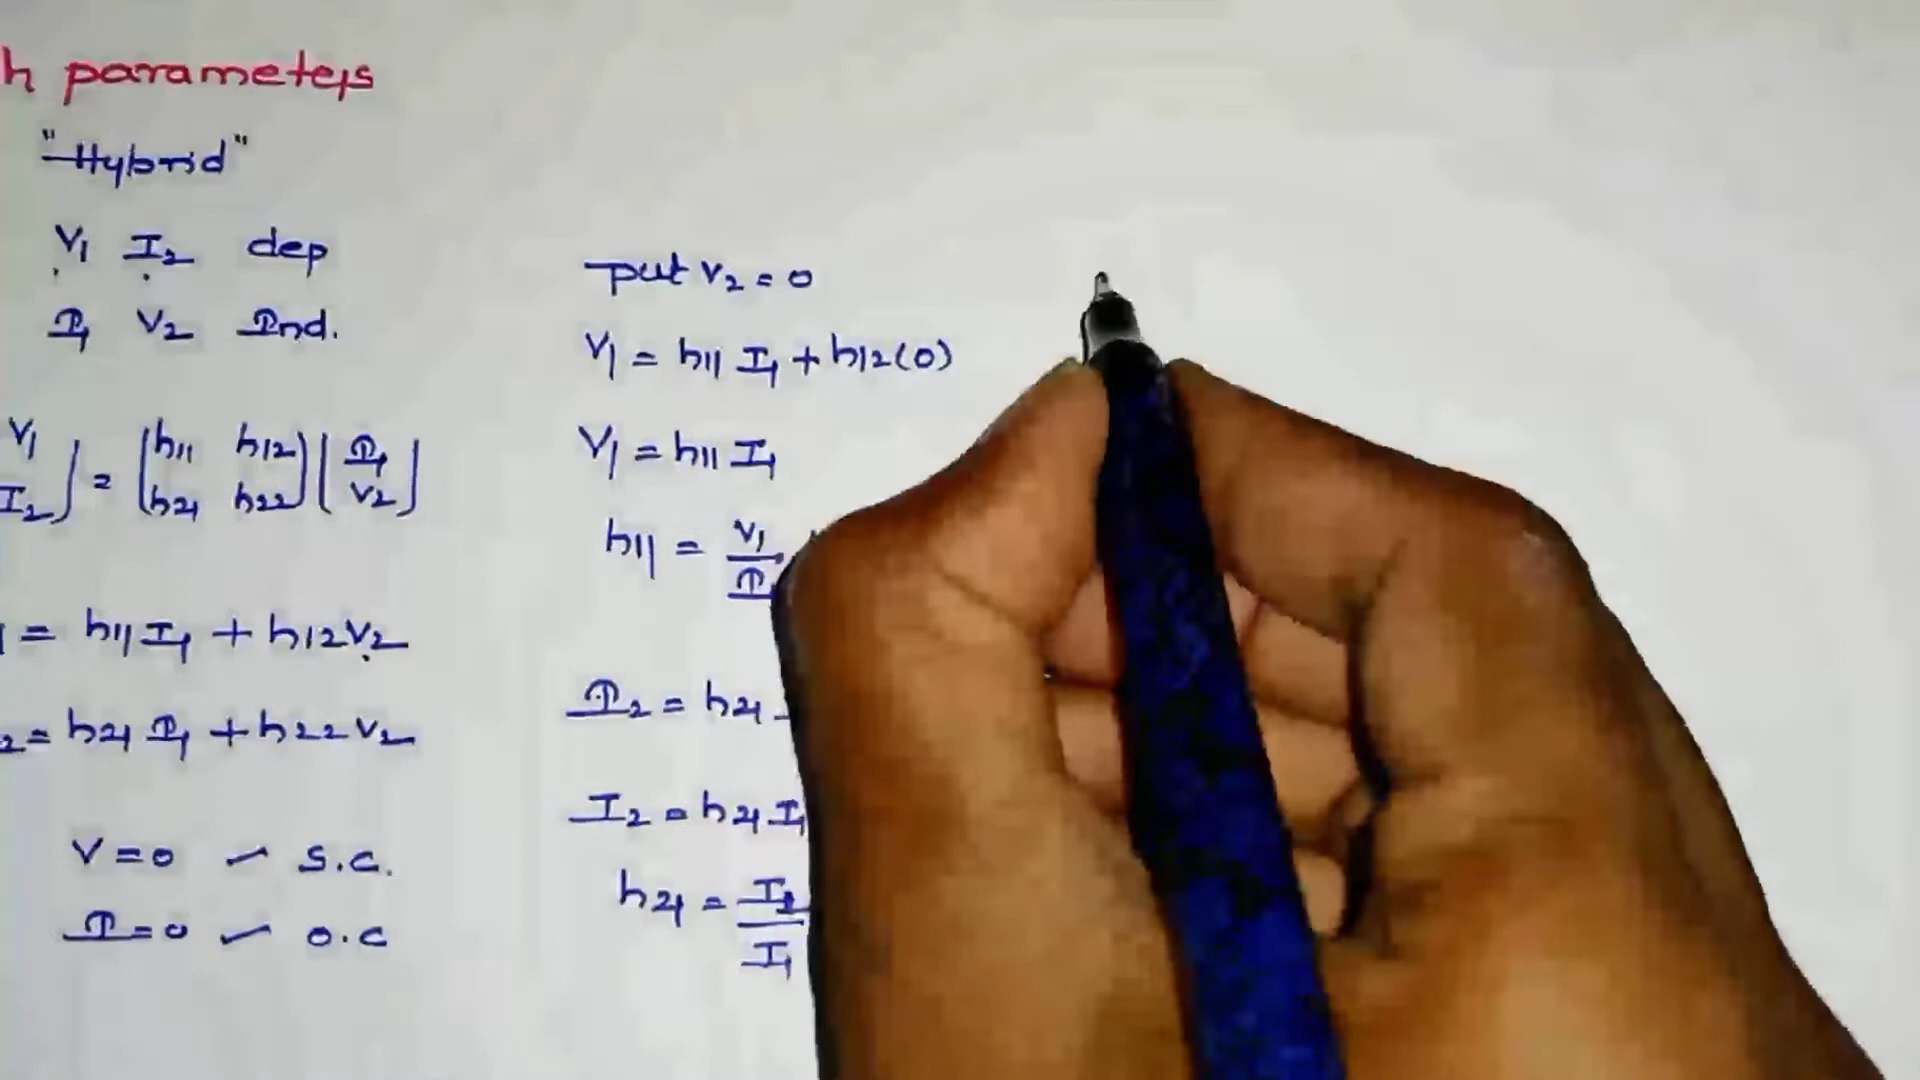 h parameters
"Hybrid"
V1 I2 dep
I1 V2 Ind.
V1
I2 ] = [ h11 h12
h21 h22 ] [ I1
V2 ]
= h11 I1 + h12 V2
2 = h21 I1 + h22 V2
V = 0 - S.C.
I = 0 - O.C
put V2 = 0
V1 = h11 I1 + h12(0)
V1 = h11 I1
h11 = V1 / I1
I2 = h21
I2 = h21 I1
h21 = I2 / I1